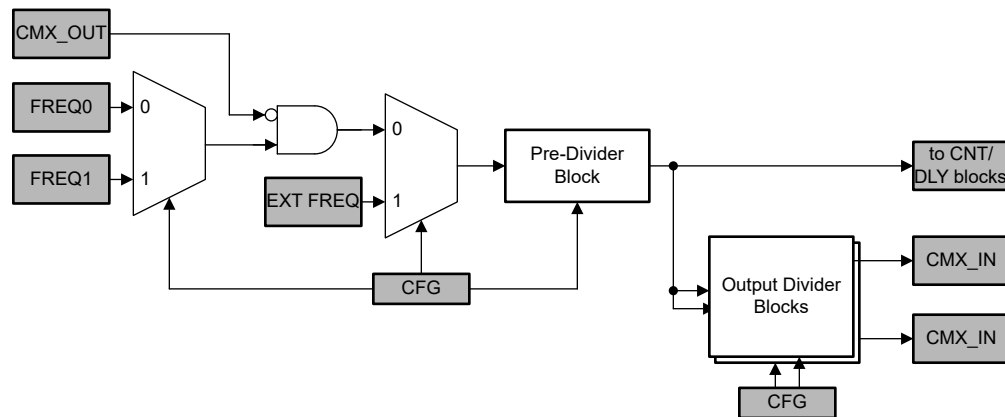 CMX_OUT
FREQ0
0
FREQ1
1
0
EXT FREQ
1
Pre-Divider
Block
to CNT/
DLY blocks
CFG
Output Divider
Blocks
CMX_IN
CMX_IN
CFG